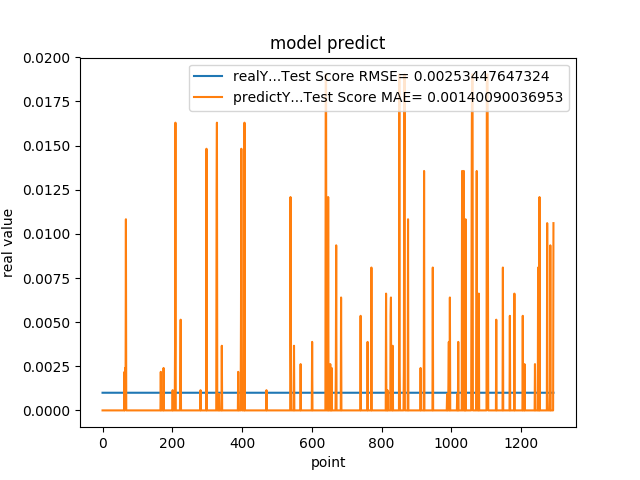 model predict
realY...Test Score RMSE= 0.00253447647324
predictY...Test Score MAE= 0.00140090036953
0.0200
0.0175
0.0150
0.0125
0.0100
0.0075
0.0050
0.0025
0.0000
real value
0 200 400 600 800 1000 1200
point